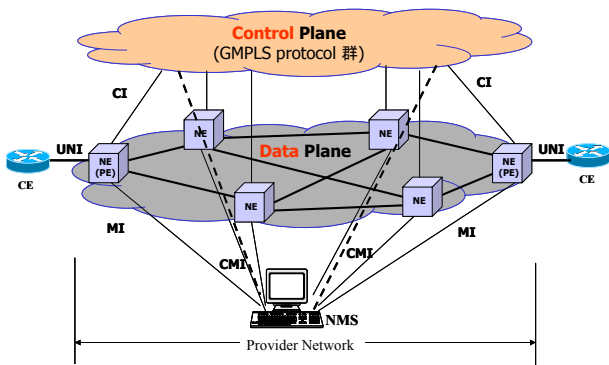 Control Plane
(GMPLS protocol 群)
CI
CI
NE
NE
UNI
UNI
Data Plane
NE
(PE)
NE
(PE)
CE
CE
NE
NE
MI
MI
CMI
CMI
NMS
Provider Network